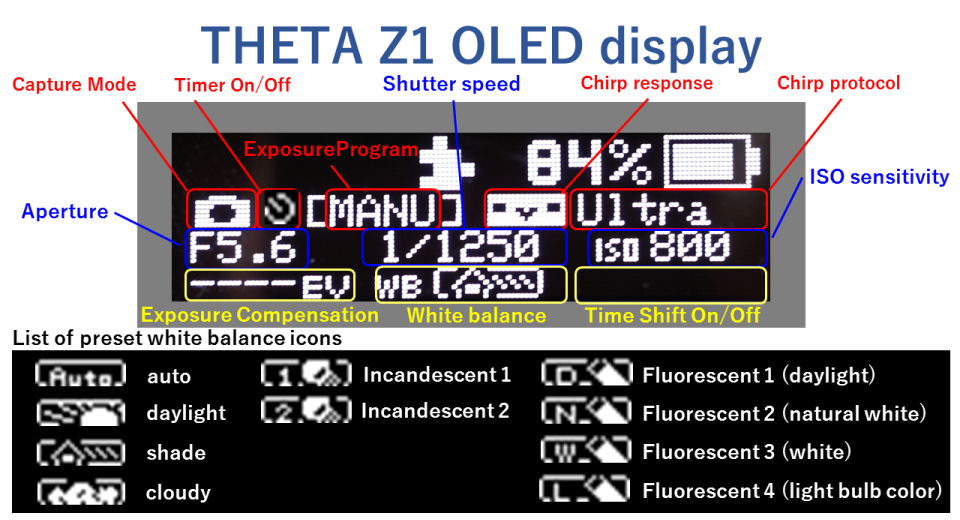 THETA Z1 OLED display
Capture Mode Timer On/Off Shutter speed Chirp response Chirp protocol
ExposureProgram 84%
ISO sensitivity
[MANU] Ultra
Aperture
F5.6 1/1250 ISO 800
----EV WB
Exposure Compensation White balance Time Shift On/Off
List of preset white balance icons
Auto auto 1 Incandescent 1 D Fluorescent 1 (daylight)
daylight 2 Incandescent 2 N Fluorescent 2 (natural white)
shade W Fluorescent 3 (white)
cloudy L Fluorescent 4 (light bulb color)